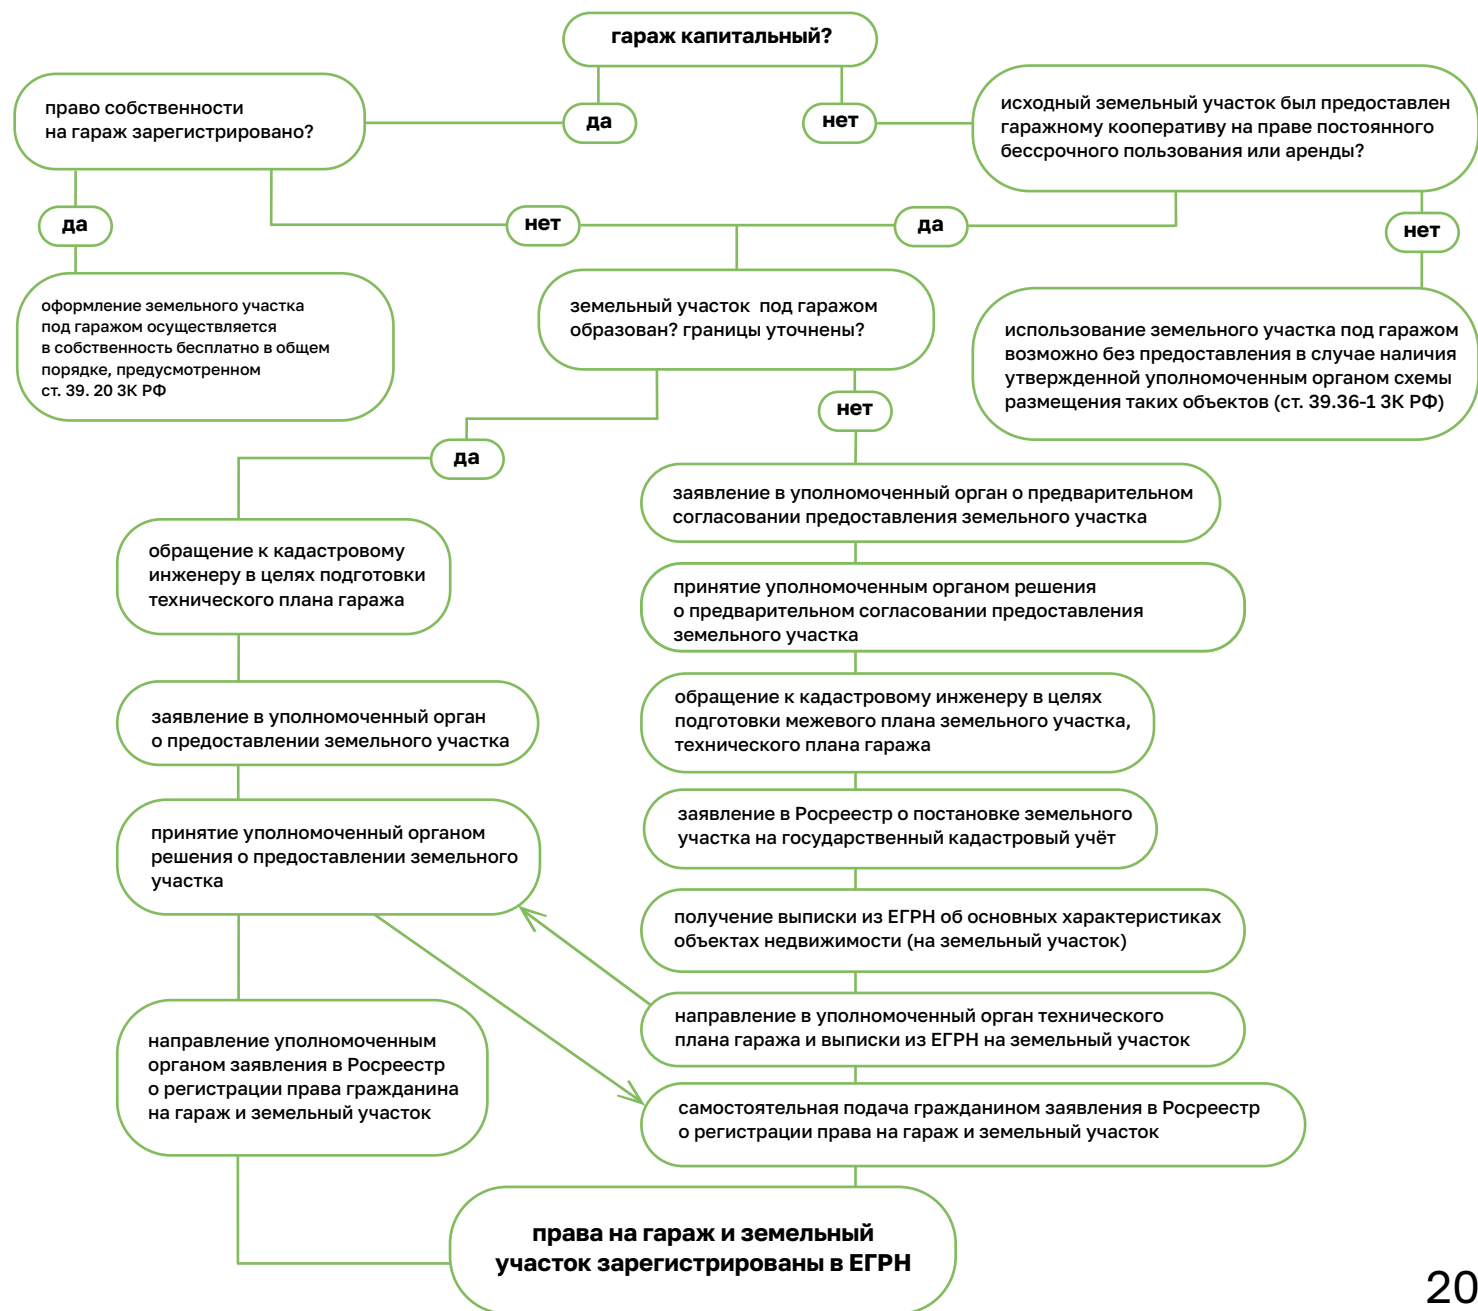 гараж капитальный?
да
нет
право собственности
на гараж зарегистрировано?
исходный земельный участок был предоставлен
гаражному кооперативу на праве постоянного
бессрочного пользования или аренды?
да
нет
да
нет
оформление земельного участка
под гаражом осуществляется
в собственность бесплатно в общем
порядке, предусмотренном
ст. 39. 20 ЗК РФ
земельный участок под гаражом
образован? границы уточнены?
использование земельного участка под гаражом
возможно без предоставления в случае наличия
утвержденной уполномоченным органом схемы
размещения таких объектов (ст. 39.36-1 ЗК РФ)
да
нет
обращение к кадастровому
инженеру в целях подготовки
технического плана гаража
заявление в уполномоченный орган
о предоставлении земельного участка
принятие уполномоченный органом
решения о предоставлении земельного
участка
направление уполномоченным
органом заявления в Росреестр
о регистрации права гражданина
на гараж и земельный участок
заявление в уполномоченный орган о предварительном
согласовании предоставления земельного участка
принятие уполномоченным органом решения
о предварительном согласовании предоставления
земельного участка
обращение к кадастровому инженеру в целях
подготовки межевого плана земельного участка,
технического плана гаража
заявление в Росреестр о постановке земельного
участка на государственный кадастровый учёт
получение выписки из ЕГРН об основных характеристиках
объектах недвижимости (на земельный участок)
направление в уполномоченный орган технического
плана гаража и выписки из ЕГРН на земельный участок
самостоятельная подача гражданином заявления в Росреестр
о регистрации права на гараж и земельный участок
права на гараж и земельный
участок зарегистрированы в ЕГРН
20